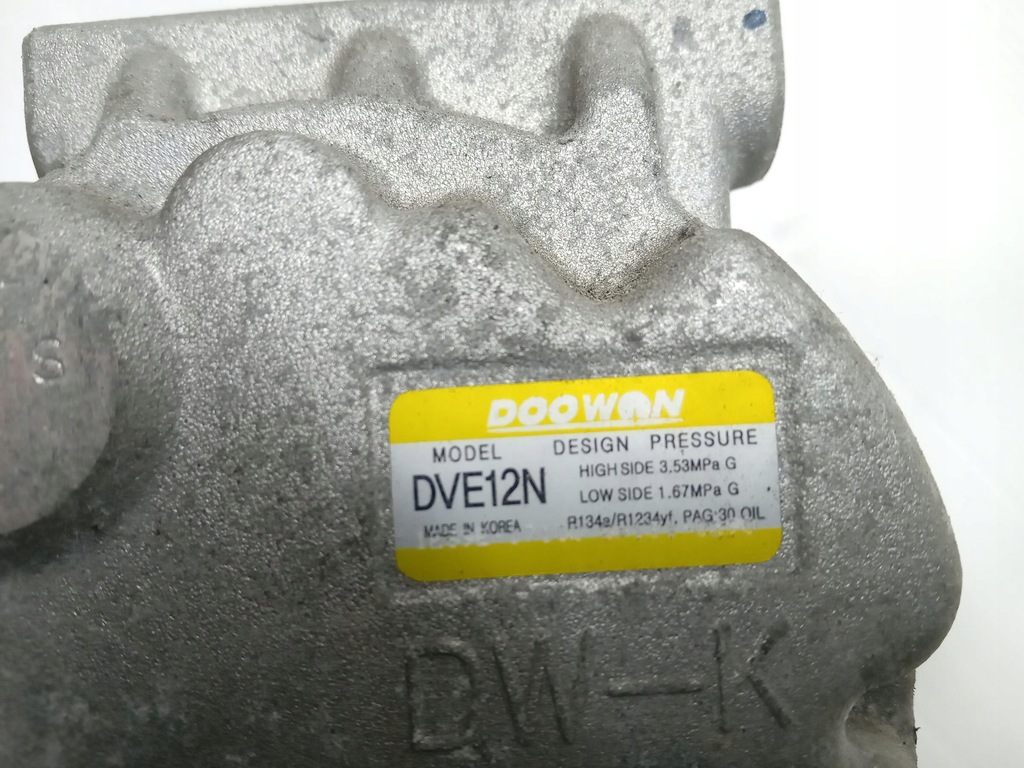 S
DOOWON
MODEL DESIGN PRESSURE
DVE12N HIGH SIDE 3.53MPa G
LOW SIDE 1.67MPa G
MADE IN KOREA R134a/R1234yf, PAG 30 OIL
DW-K